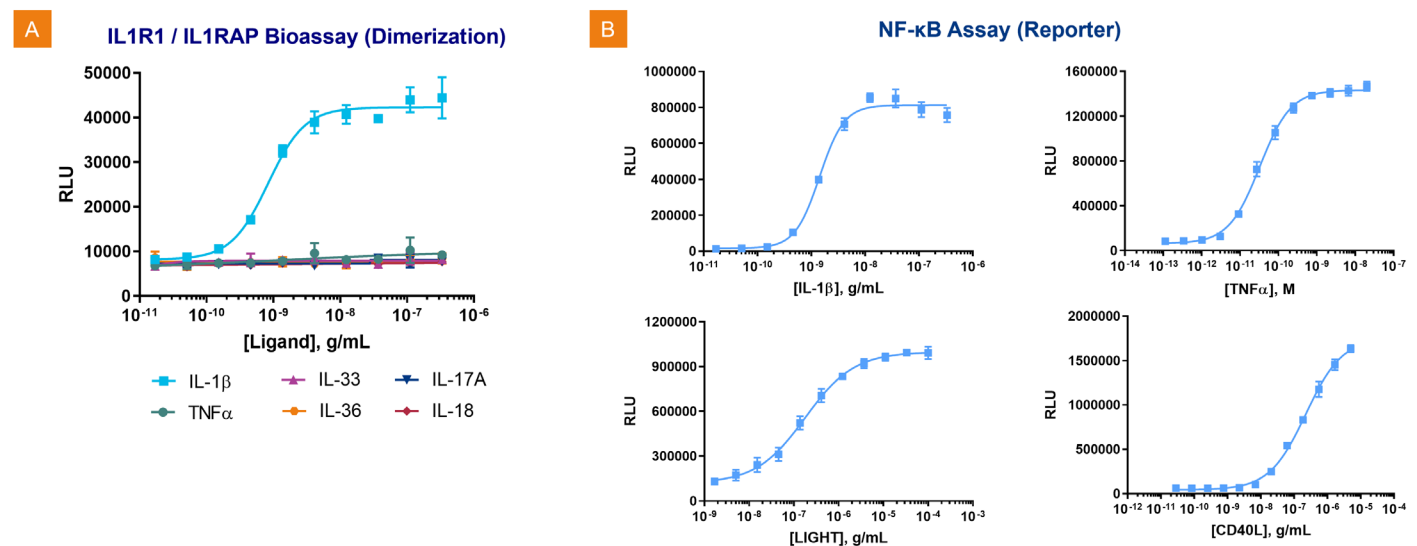 A
IL1R1 / IL1RAP Bioassay (Dimerization)
50000
40000
30000
20000
10000
0
RLU
10-11 10-10 10-9 10-8 10-7 10-6
[Ligand], g/mL
IL-1β IL-33 IL-17A
TNFα IL-36 IL-18
B
NF-κB Assay (Reporter)
1000000
800000
600000
400000
200000
0
RLU
10-11 10-10 10-9 10-8 10-7 10-6
[IL-1β], g/mL
1600000
1200000
800000
400000
0
RLU
10-14 10-13 10-12 10-11 10-10 10-9 10-8 10-7
[TNFα], M
1200000
900000
600000
300000
0
RLU
10-9 10-8 10-7 10-6 10-5 10-4 10-3
[LIGHT], g/mL
2000000
1500000
1000000
500000
0
RLU
10-12 10-11 10-10 10-9 10-8 10-7 10-6 10-5 10-4
[CD40L], g/mL